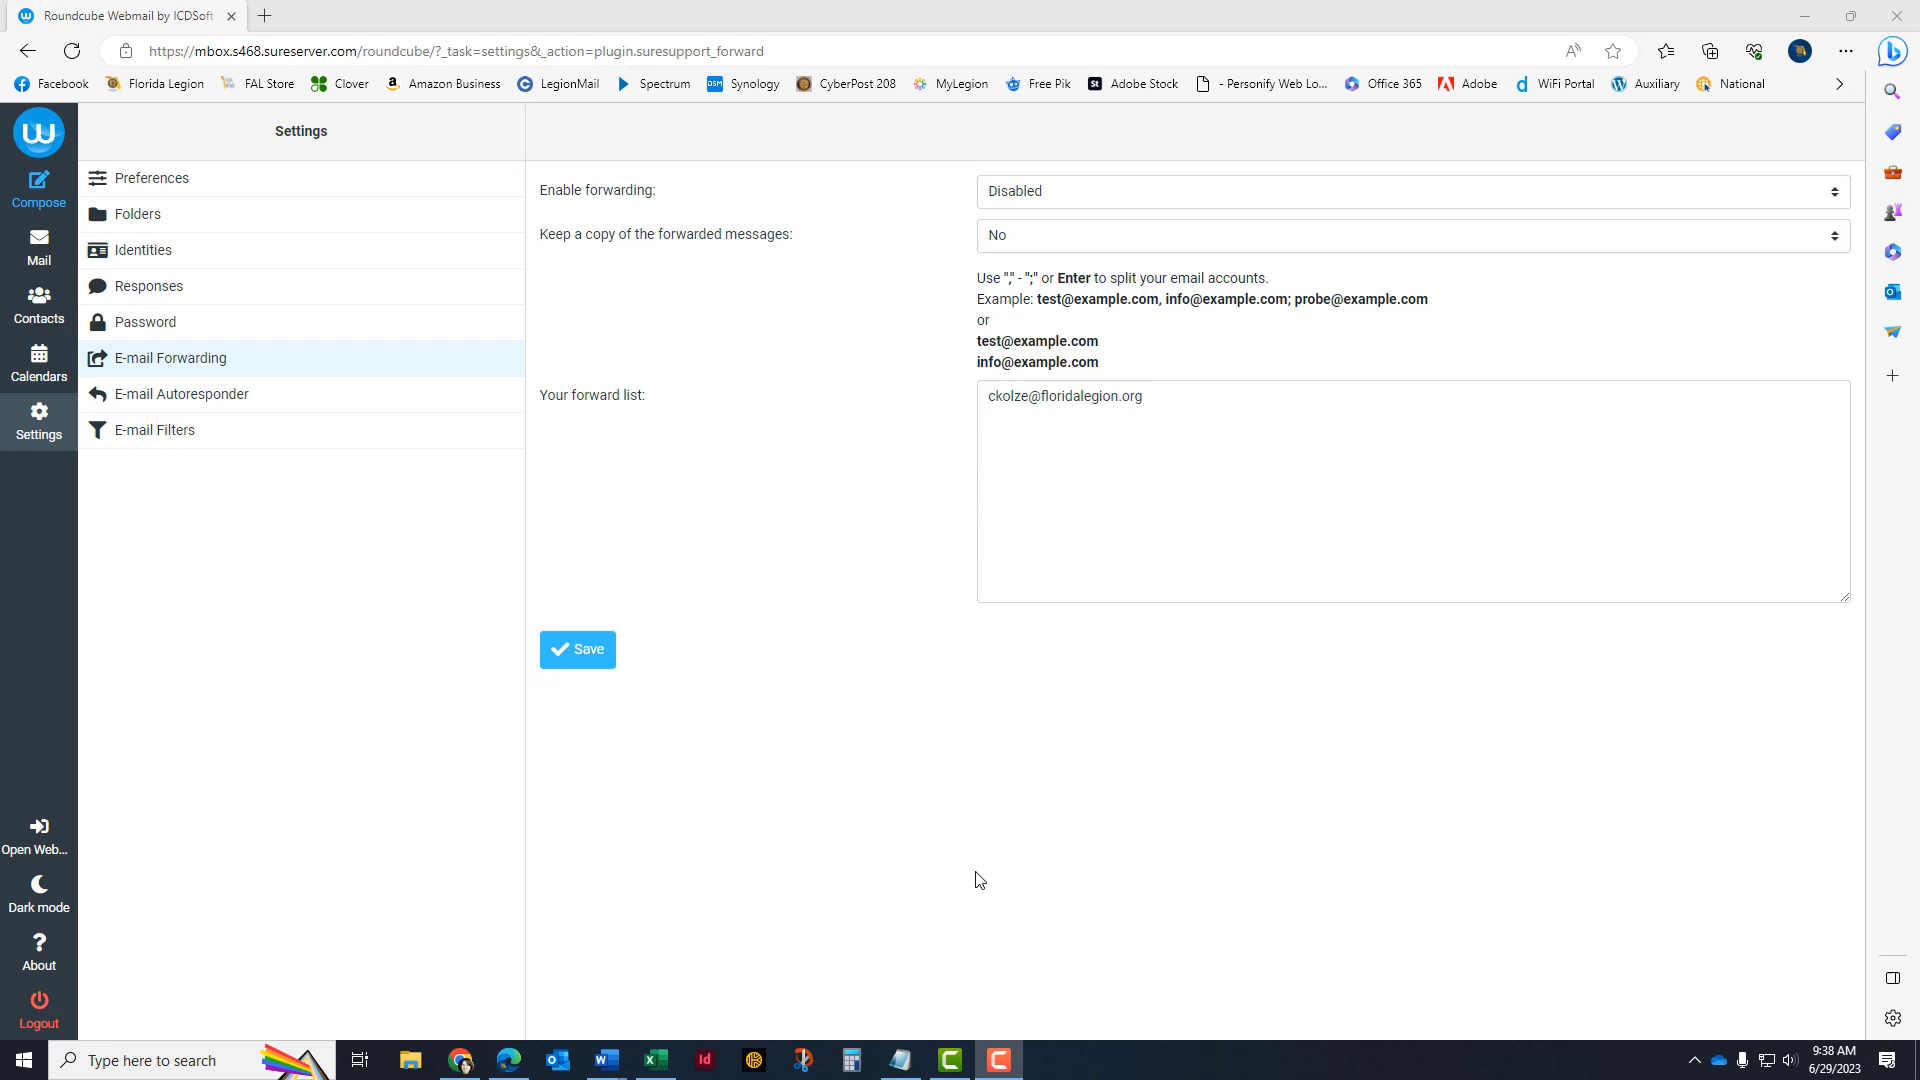 Roundcube Webmail by ICDSoft
https://mbox.s468.sureserver.com/roundcube/?_task=settings&_action=plugin.suresupport_forward
Facebook Florida Legion FAL Store Clover Amazon Business LegionMail Spectrum Synology CyberPost 208 MyLegion Free Pik Adobe Stock - Personify Web Lo... Office 365 Adobe WiFi Portal Auxiliary National
Compose
Mail
Contacts
Calendars
Settings
Open Web...
Dark mode
About
Logout
Settings
Preferences
Folders
Identities
Responses
Password
E-mail Forwarding
E-mail Autoresponder
E-mail Filters
Enable forwarding: Disabled
Keep a copy of the forwarded messages: No
Use "," - ";" or Enter to split your email accounts.
Example: test@example.com, info@example.com; probe@example.com
or
test@example.com
info@example.com
Your forward list: ckolze@floridalegion.org
Save
Type here to search
9:38 AM
6/29/2023